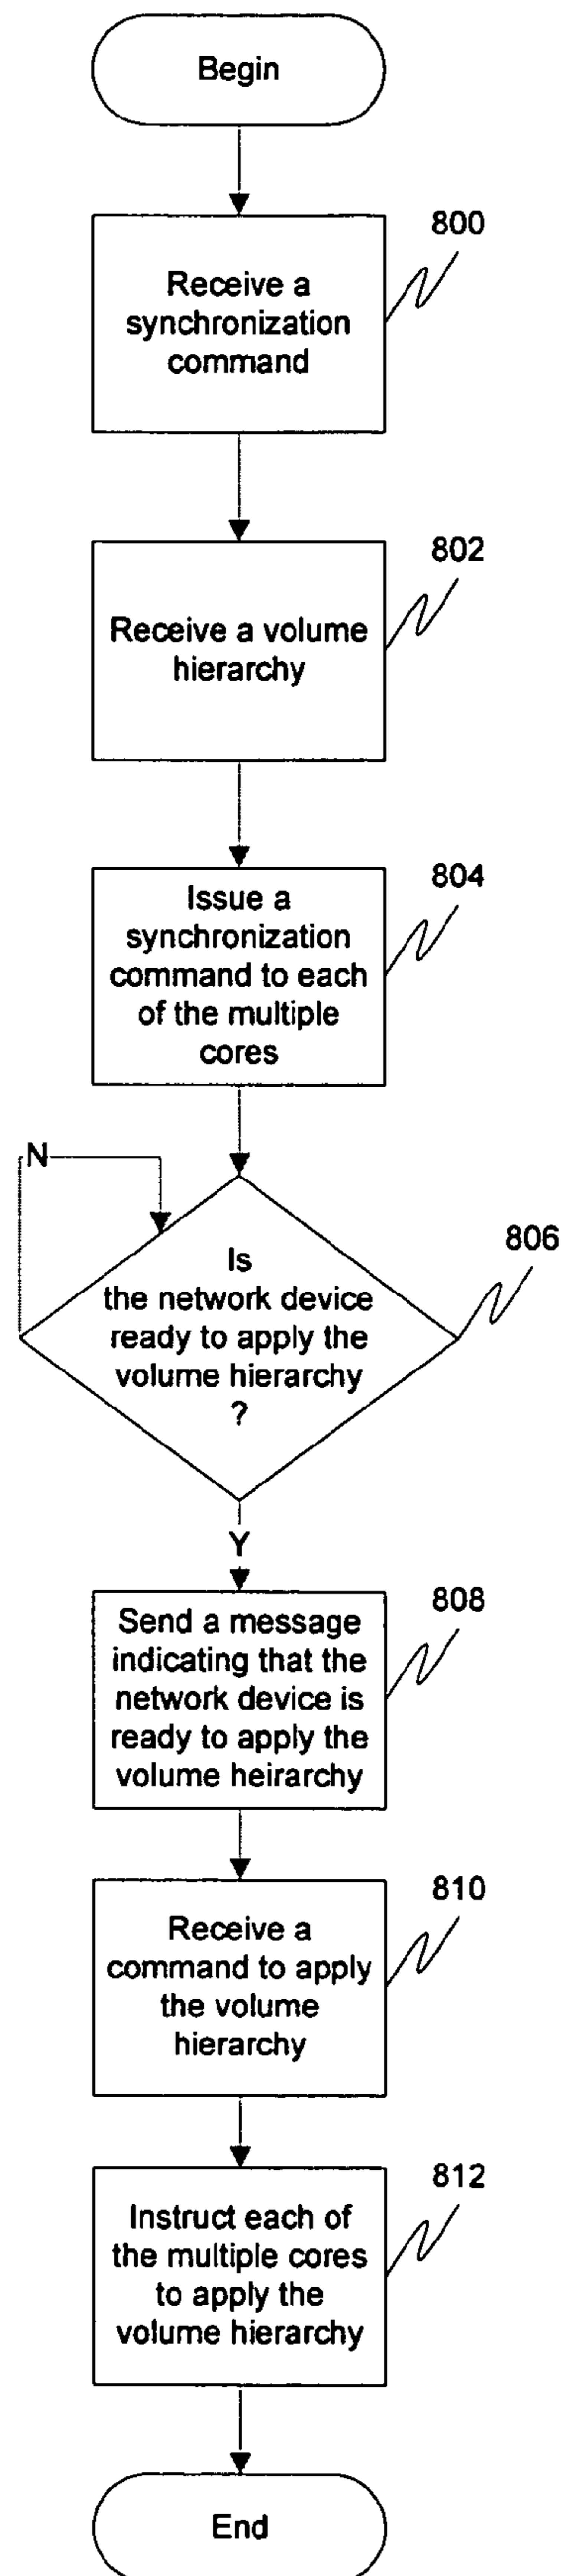 Begin
800
Receive a
synchronization
command
802
Receive a volume
hierarchy
804
Issue a
synchronization
command to each
of the multiple
cores
N
806
Is
the network device
ready to apply the
volume hierarchy
?
Y
808
Send a message
indicating that the
network device is
ready to apply the
volume heirarchy
810
Receive a
command to apply
the volume
hierarchy
812
Instruct each of
the multiple cores
to apply the
volume hierarchy
End